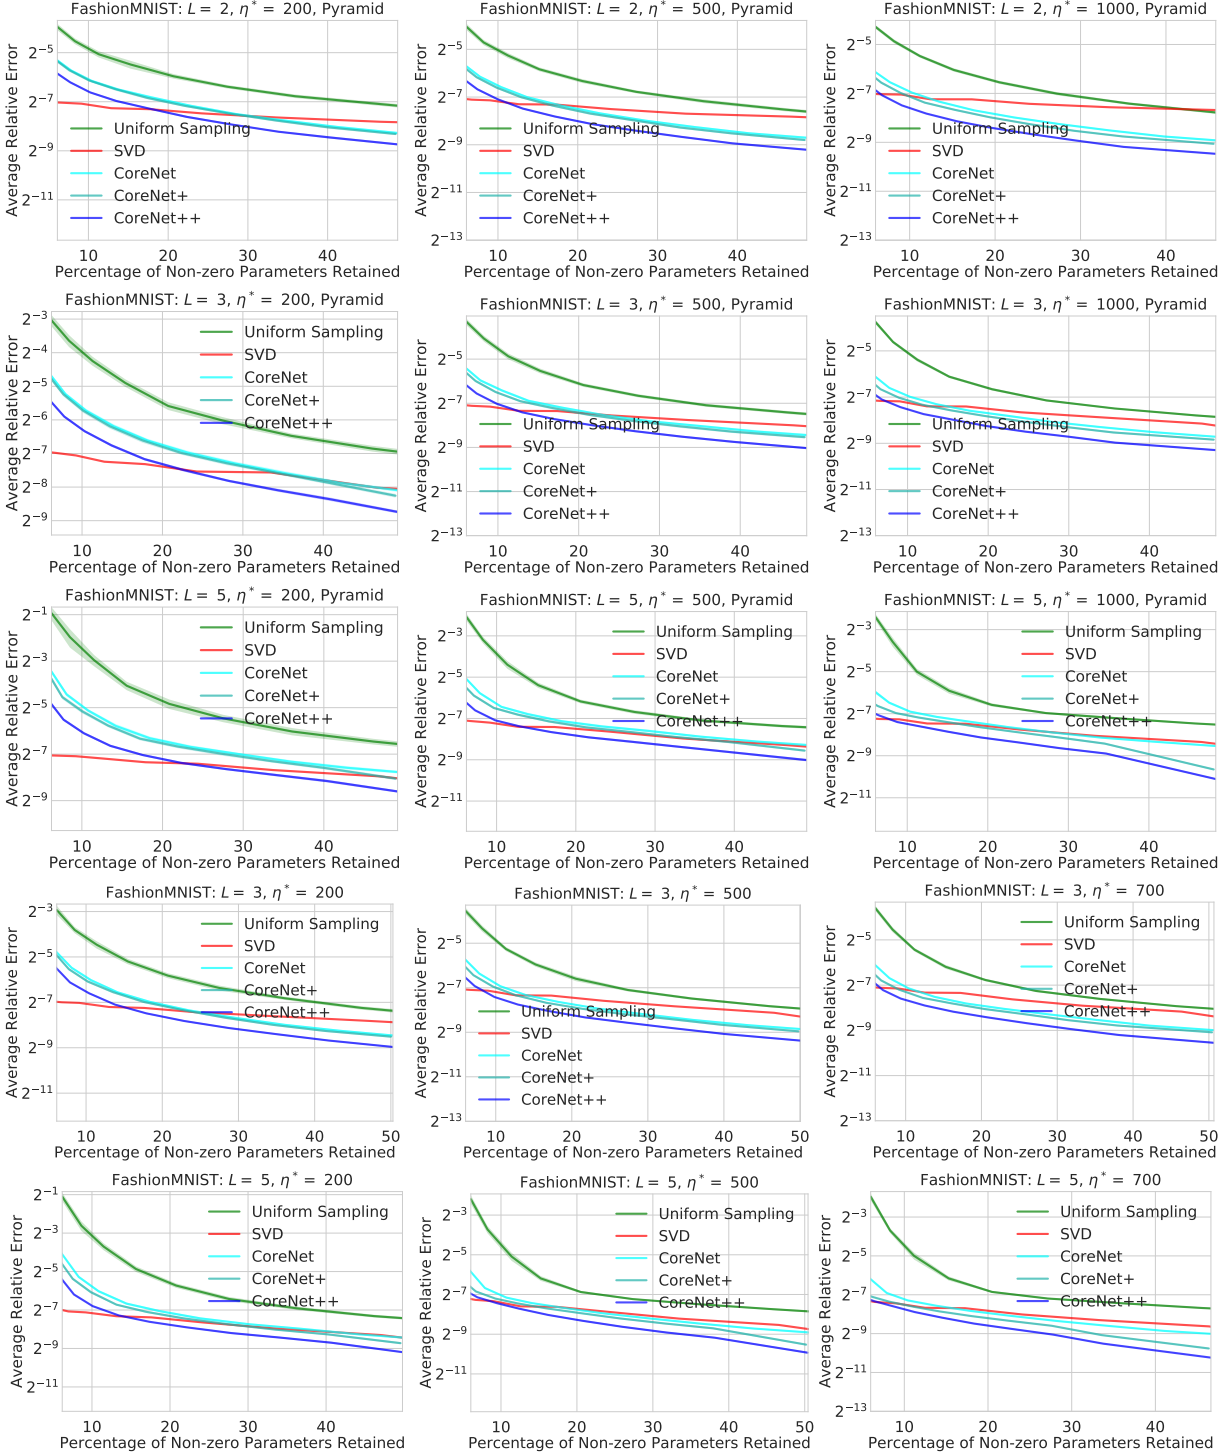 FashionMNIST: L = 2, η* = 200, Pyramid
Average Relative Error
2⁻⁵
2⁻⁷
2⁻⁹
2⁻¹¹
Uniform Sampling
SVD
CoreNet
CoreNet+
CoreNet++
10 20 30 40
Percentage of Non-zero Parameters Retained
FashionMNIST: L = 2, η* = 500, Pyramid
Average Relative Error
2⁻⁵
2⁻⁷
2⁻⁹
2⁻¹¹
2⁻¹³
Uniform Sampling
SVD
CoreNet
CoreNet+
CoreNet++
10 20 30 40
Percentage of Non-zero Parameters Retained
FashionMNIST: L = 2, η* = 1000, Pyramid
Average Relative Error
2⁻⁵
2⁻⁷
2⁻⁹
2⁻¹¹
2⁻¹³
Uniform Sampling
SVD
CoreNet
CoreNet+
CoreNet++
10 20 30 40
Percentage of Non-zero Parameters Retained
FashionMNIST: L = 3, η* = 200, Pyramid
Average Relative Error
2⁻³
2⁻⁴
2⁻⁵
2⁻⁶
2⁻⁷
2⁻⁸
2⁻⁹
Uniform Sampling
SVD
CoreNet
CoreNet+
CoreNet++
10 20 30 40
Percentage of Non-zero Parameters Retained
FashionMNIST: L = 3, η* = 500, Pyramid
Average Relative Error
2⁻⁵
2⁻⁷
2⁻⁹
2⁻¹¹
2⁻¹³
Uniform Sampling
SVD
CoreNet
CoreNet+
CoreNet++
10 20 30 40
Percentage of Non-zero Parameters Retained
FashionMNIST: L = 3, η* = 1000, Pyramid
Average Relative Error
2⁻⁵
2⁻⁷
2⁻⁹
2⁻¹¹
2⁻¹³
Uniform Sampling
SVD
CoreNet
CoreNet+
CoreNet++
10 20 30 40
Percentage of Non-zero Parameters Retained
FashionMNIST: L = 5, η* = 200, Pyramid
Average Relative Error
2⁻¹
2⁻³
2⁻⁵
2⁻⁷
2⁻⁹
Uniform Sampling
SVD
CoreNet
CoreNet+
CoreNet++
10 20 30 40
Percentage of Non-zero Parameters Retained
FashionMNIST: L = 5, η* = 500, Pyramid
Average Relative Error
2⁻³
2⁻⁵
2⁻⁷
2⁻⁹
2⁻¹¹
Uniform Sampling
SVD
CoreNet
CoreNet+
CoreNet++
10 20 30 40
Percentage of Non-zero Parameters Retained
FashionMNIST: L = 5, η* = 1000, Pyramid
Average Relative Error
2⁻³
2⁻⁵
2⁻⁷
2⁻⁹
2⁻¹¹
Uniform Sampling
SVD
CoreNet
CoreNet+
CoreNet++
10 20 30 40
Percentage of Non-zero Parameters Retained
FashionMNIST: L = 3, η* = 200
Average Relative Error
2⁻³
2⁻⁵
2⁻⁷
2⁻⁹
2⁻¹¹
Uniform Sampling
SVD
CoreNet
CoreNet+
CoreNet++
10 20 30 40 50
Percentage of Non-zero Parameters Retained
FashionMNIST: L = 3, η* = 500
Average Relative Error
2⁻⁵
2⁻⁷
2⁻⁹
2⁻¹¹
2⁻¹³
Uniform Sampling
SVD
CoreNet
CoreNet+
CoreNet++
10 20 30 40 50
Percentage of Non-zero Parameters Retained
FashionMNIST: L = 3, η* = 700
Average Relative Error
2⁻⁵
2⁻⁷
2⁻⁹
2⁻¹¹
2⁻¹³
Uniform Sampling
SVD
CoreNet
CoreNet+
CoreNet++
10 20 30 40 50
Percentage of Non-zero Parameters Retained
FashionMNIST: L = 5, η* = 200
Average Relative Error
2⁻¹
2⁻³
2⁻⁵
2⁻⁷
2⁻⁹
2⁻¹¹
Uniform Sampling
SVD
CoreNet
CoreNet+
CoreNet++
10 20 30 40
Percentage of Non-zero Parameters Retained
FashionMNIST: L = 5, η* = 500
Average Relative Error
2⁻³
2⁻⁵
2⁻⁷
2⁻⁹
2⁻¹¹
Uniform Sampling
SVD
CoreNet
CoreNet+
CoreNet++
10 20 30 40 50
Percentage of Non-zero Parameters Retained
FashionMNIST: L = 5, η* = 700
Average Relative Error
2⁻³
2⁻⁵
2⁻⁷
2⁻⁹
2⁻¹¹
2⁻¹³
Uniform Sampling
SVD
CoreNet
CoreNet+
CoreNet++
10 20 30 40
Percentage of Non-zero Parameters Retained